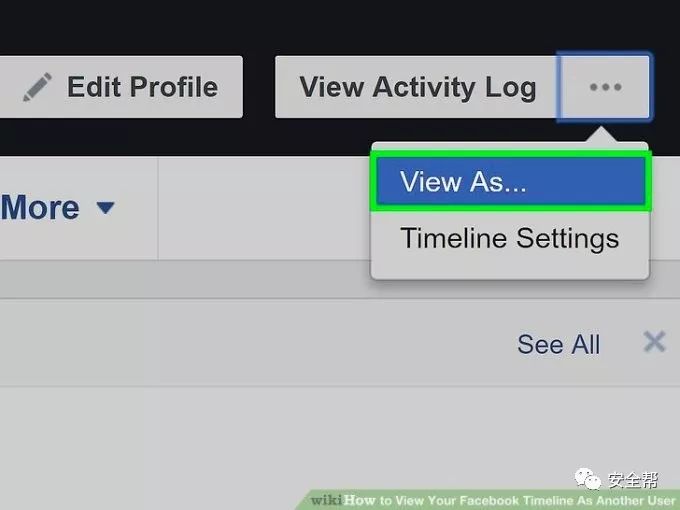 Edit Profile
View Activity Log
...
View As...
More
Timeline Settings
See All
安全帮
wikiHow to View Your Facebook Timeline As Another User